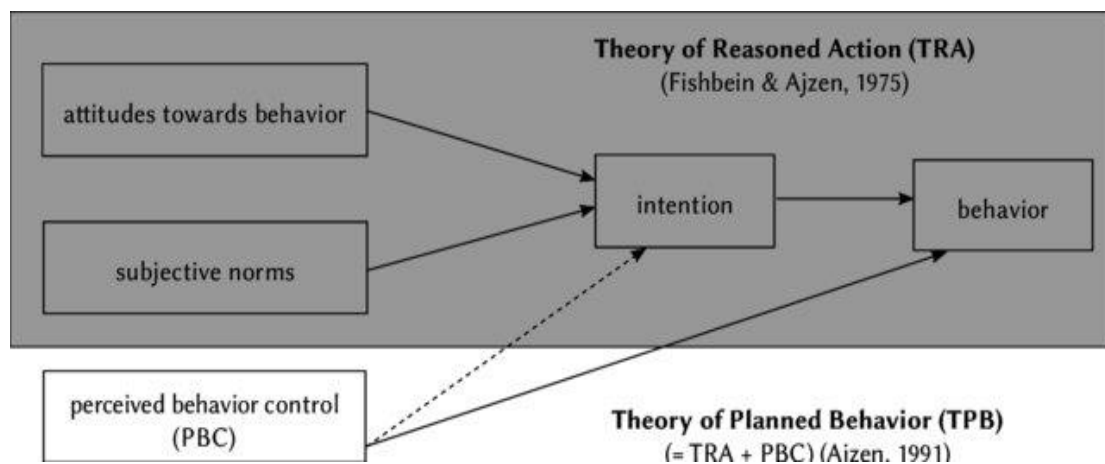 Theory of Reasoned Action (TRA)
(Fishbein & Ajzen, 1975)
attitudes towards behavior
intention
behavior
subjective norms
perceived behavior control
(PBC)
Theory of Planned Behavior (TPB)
(= TRA + PBC) (Ajzen, 1991)